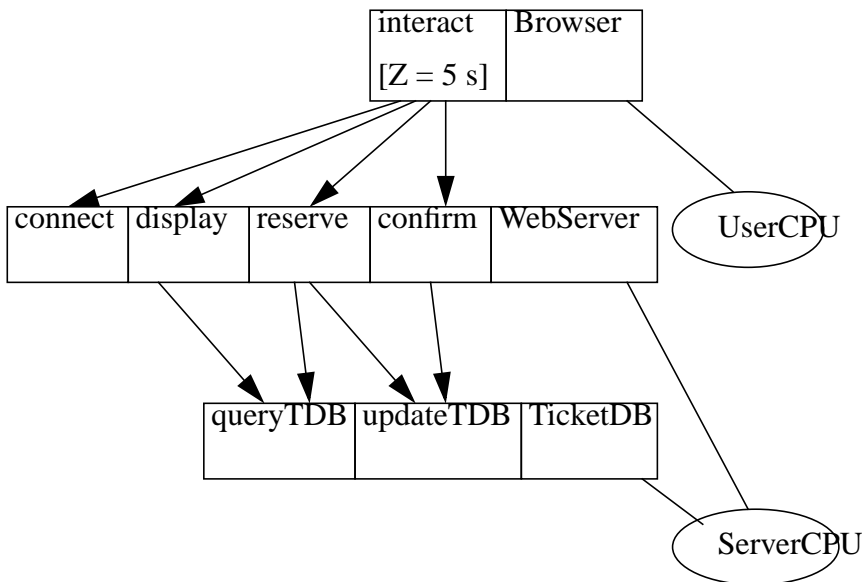 interact Browser
[Z = 5 s]
connect display reserve confirm WebServer
UserCPU
queryTDB updateTDB TicketDB
ServerCPU